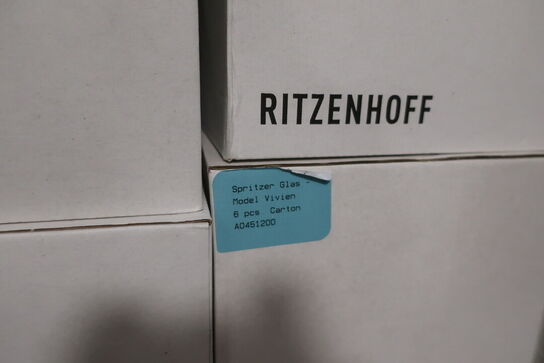 RITZENHOFF
Spritzer Glas -
Model Vivien
6 pcs Carton
A0451200